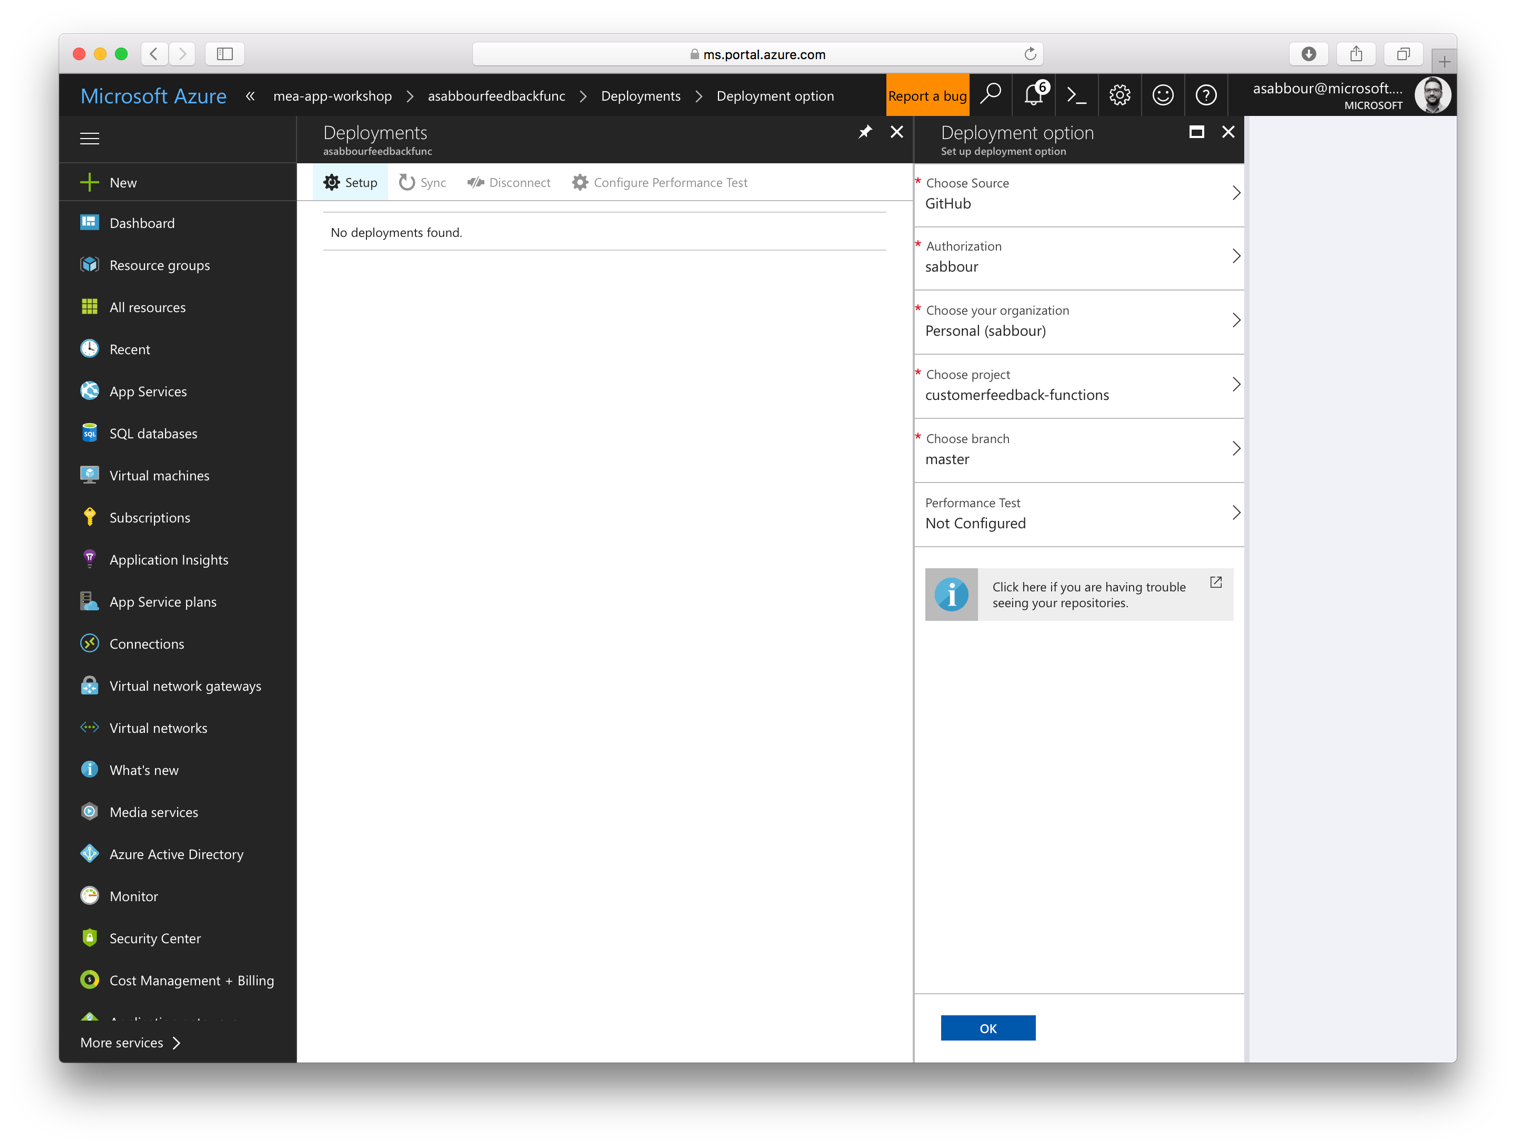 ms.portal.azure.com
Microsoft Azure « mea-app-workshop > asabbourfeedbackfunc > Deployments > Deployment option
Report a bug
6
asabbour@microsoft....
MICROSOFT
Deployments
asabbourfeedbackfunc
Deployment option
Set up deployment option
New
Dashboard
Resource groups
All resources
Recent
App Services
SQL databases
Virtual machines
Subscriptions
Application Insights
App Service plans
Connections
Virtual network gateways
Virtual networks
What's new
Media services
Azure Active Directory
Monitor
Security Center
Cost Management + Billing
More services
Setup Sync Disconnect Configure Performance Test
No deployments found.
* Choose Source
GitHub
* Authorization
sabbour
* Choose your organization
Personal (sabbour)
* Choose project
customerfeedback-functions
* Choose branch
master
Performance Test
Not Configured
Click here if you are having trouble
seeing your repositories.
OK